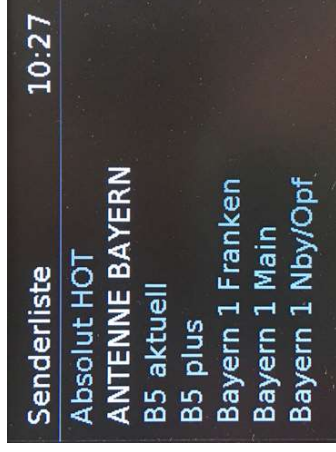 Senderliste 10:27
Absolut HOT
ANTENNE BAYERN
B5 aktuell
B5 plus
Bayern 1 Franken
Bayern 1 Main
Bayern 1 Nby/Opf